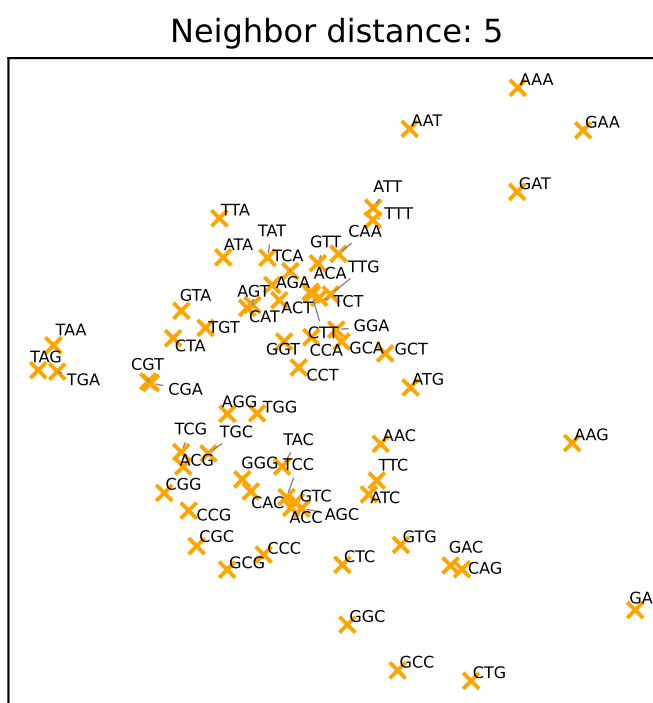 Neighbor distance: 5
AAA
AAT
GAA
GAT
ATT
TTT
TTA
TAT
CAA
GTT
ATA
TCA
ACA
TTG
AGA
GTA
AGT
CAT
ACT
TCT
TGT
CTT
GGA
TAA
CTA
GGT
CCA
GCA
GCT
TAG
TGA
CGT
CGA
CCT
ATG
AGG
TGG
TCG
TGC
TAC
AAC
AAG
ACG
GGG
TCC
TTC
CGG
CAC
GTC
ATC
CCG
ACC
AGC
CGC
GCG
CCC
CTC
GTG
GAC
CAG
GA
GGC
GCC
CTG